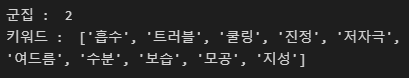 군집 :  2
키워드 :  ['흡수', '트러블', '쿨링', '진정', '저자극',
'여드름', '수분', '보습', '모공', '지성']